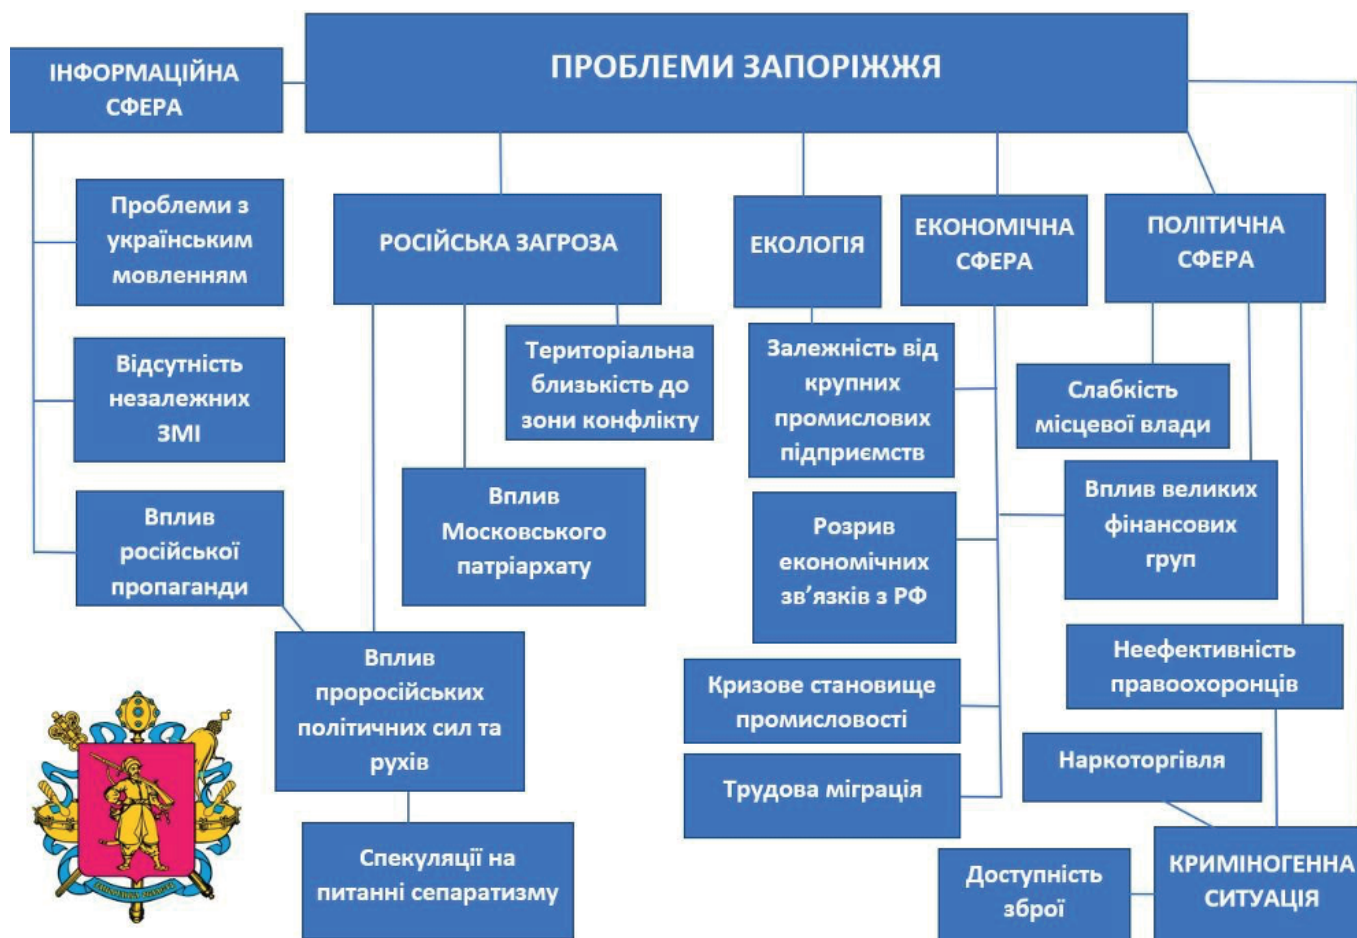 ПРОБЛЕМИ ЗАПОРІЖЖЯ
ІНФОРМАЦІЙНА
СФЕРА
Проблеми з
українським
мовленням
Відсутність
незалежних
ЗМІ
Вплив
російської
пропаганди
РОСІЙСЬКА ЗАГРОЗА
Територіальна
близькість до
зони конфлікту
Вплив
Московського
патріархату
Вплив
проросійських
політичних сил та
рухів
Спекуляції на
питанні сепаратизму
ЕКОЛОГІЯ
ЕКОНОМІЧНА
СФЕРА
Залежність від
крупних
промислових
підприємств
Розрив
економічних
зв’язків з РФ
Кризове становище
промисловості
Трудова міграція
ПОЛІТИЧНА
СФЕРА
Слабкість
місцевої влади
Вплив великих
фінансових
груп
Неефективність
правоохоронців
Наркоторгівля
Доступність
зброї
КРИМІНОГЕННА
СИТУАЦІЯ